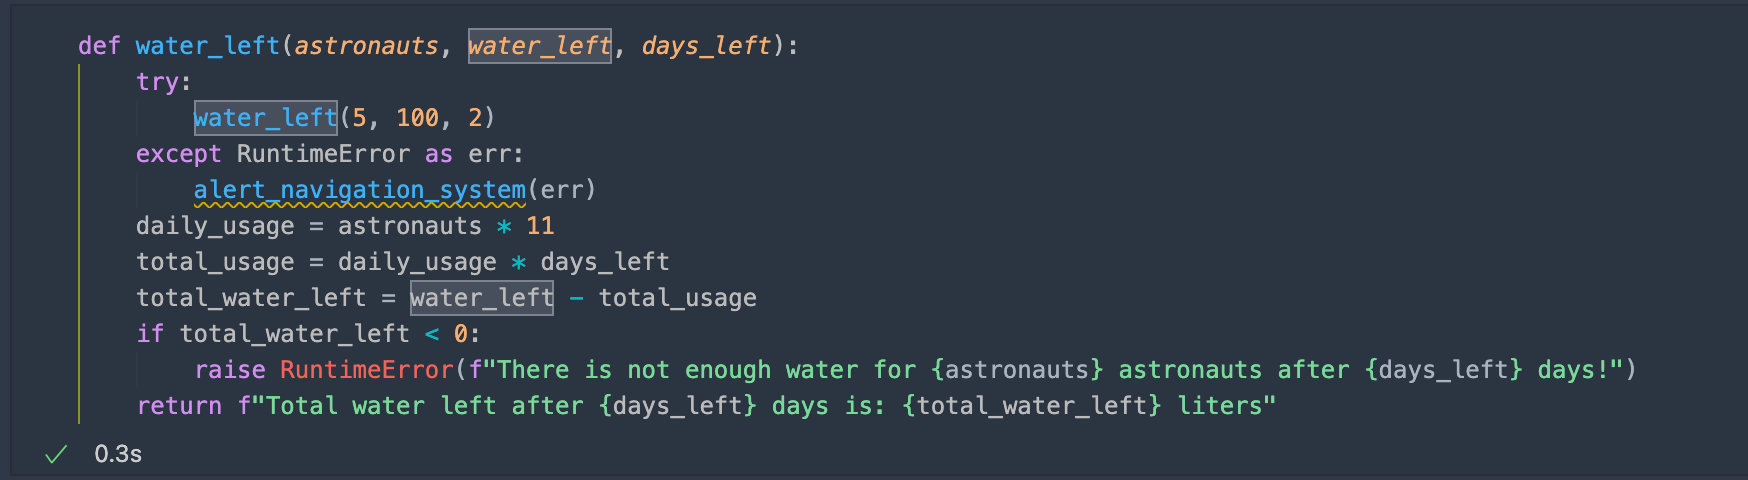 def water_left(astronauts, water_left, days_left):
    try:
        water_left(5, 100, 2)
    except RuntimeError as err:
        alert_navigation_system(err)
    daily_usage = astronauts * 11
    total_usage = daily_usage * days_left
    total_water_left = water_left - total_usage
    if total_water_left < 0:
        raise RuntimeError(f"There is not enough water for {astronauts} astronauts after {days_left} days!")
    return f"Total water left after {days_left} days is: {total_water_left} liters"
✓ 0.3s